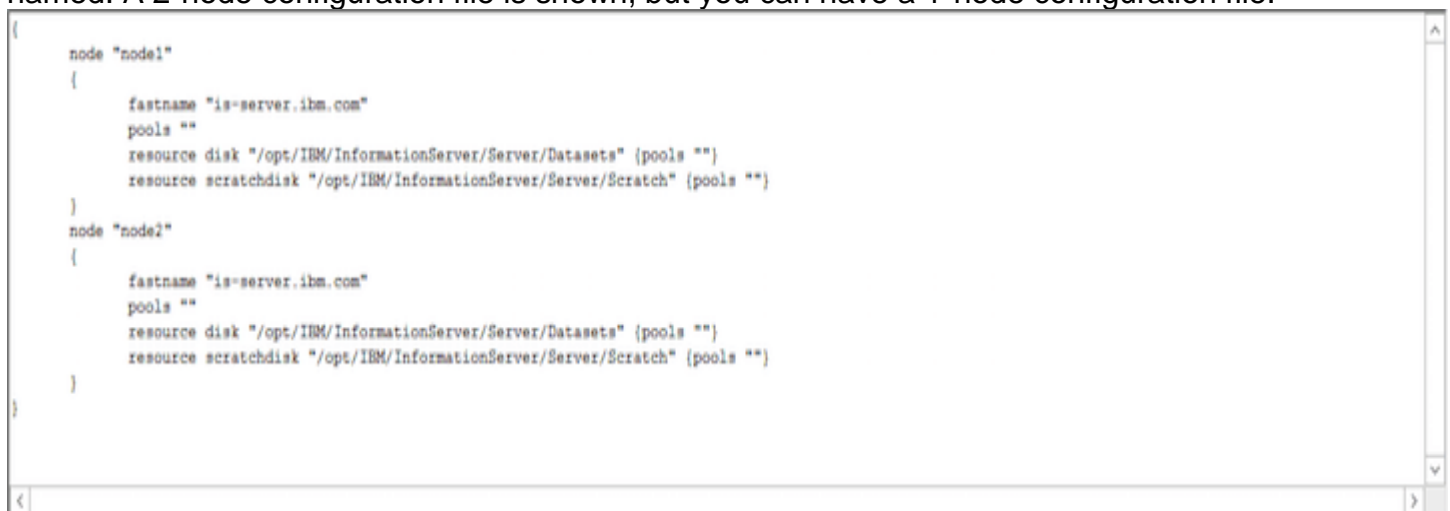 named. A 2-node configuration file is shown, but you can have a 1-node configuration file.
{
node "node1"
{
fastname "is-server.ibm.com"
pools ""
resource disk "/opt/IBM/InformationServer/Server/Datasets" {pools ""}
resource scratchdisk "/opt/IBM/InformationServer/Server/Scratch" {pools ""}
}
node "node2"
{
fastname "is-server.ibm.com"
pools ""
resource disk "/opt/IBM/InformationServer/Server/Datasets" {pools ""}
resource scratchdisk "/opt/IBM/InformationServer/Server/Scratch" {pools ""}
}
}